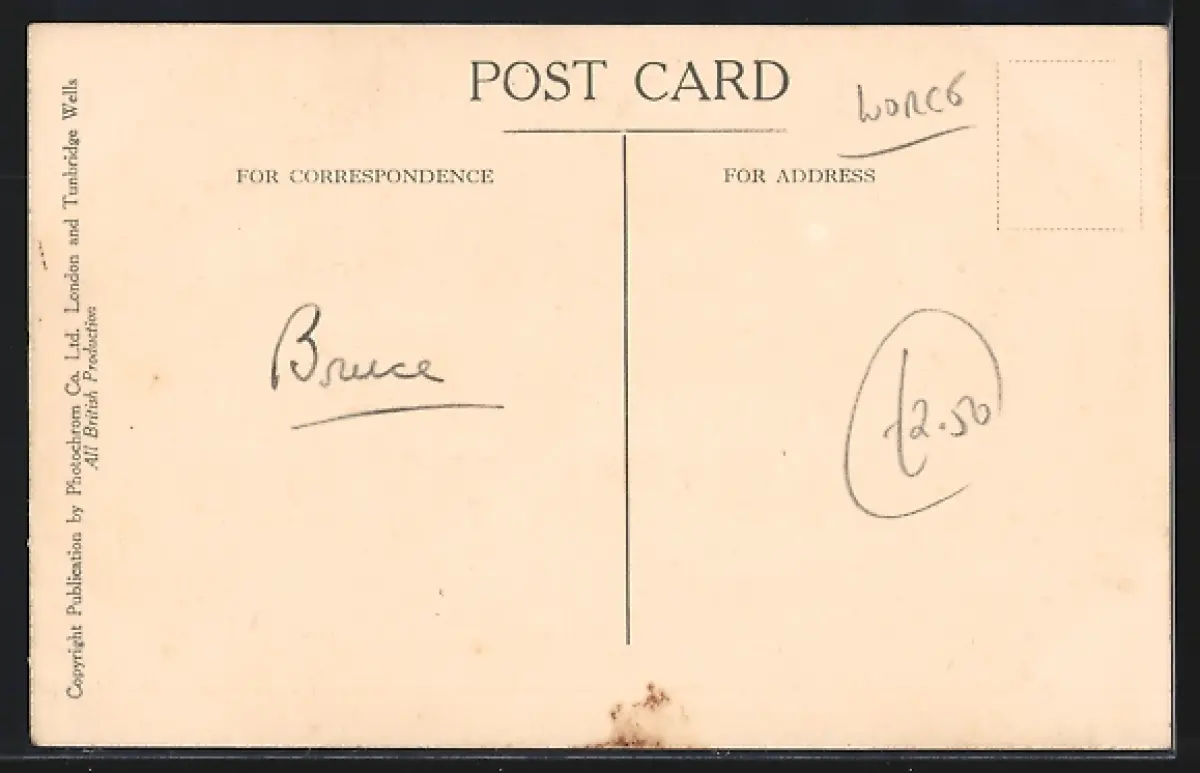 POST CARD
WORCS
FOR CORRESPONDENCE
FOR ADDRESS
Bruce
£2.50
Copyright Publication by Photochrom Co. Ltd. London and Tunbridge Wells
All British Production